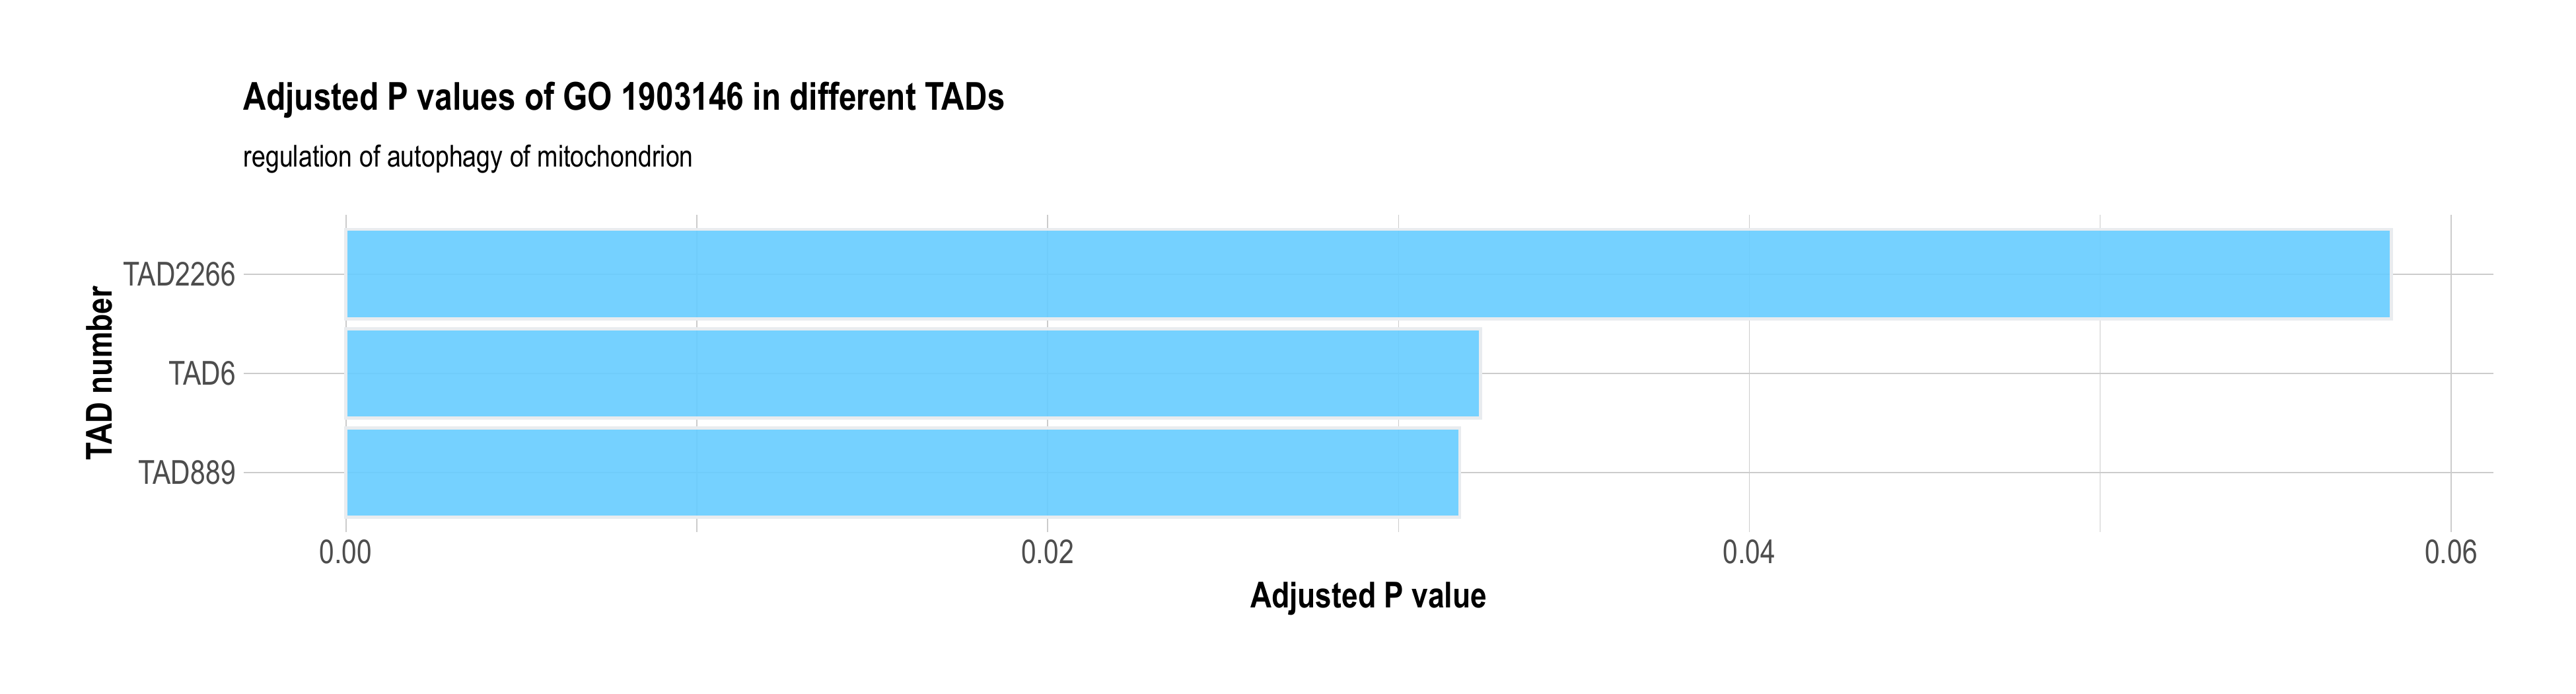 Adjusted P values of GO 1903146 in different TADs
regulation of autophagy of mitochondrion
TAD number
TAD2266
TAD6
TAD889
0.00 0.02 0.04 0.06
Adjusted P value